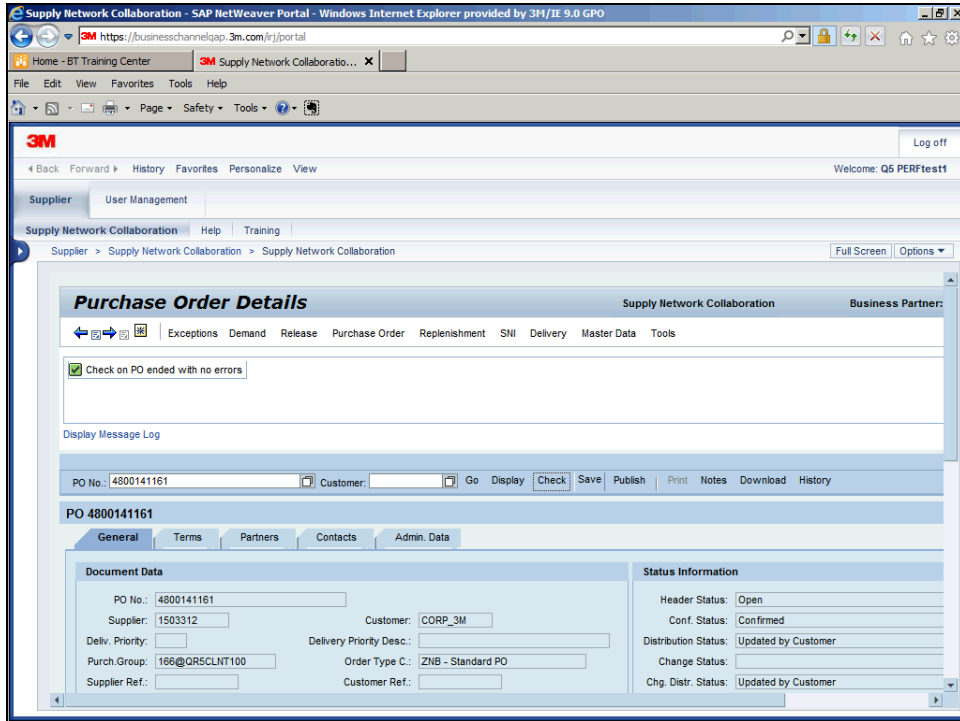 Supply Network Collaboration - SAP NetWeaver Portal - Windows Internet Explorer provided by 3M/IE 9.0 GPO
3M https://businesschannelqap.3m.com/irj/portal
Home - BT Training Center 3M Supply Network Collaboratio... X
File Edit View Favorites Tools Help
Page Safety Tools
3M Log off
Back Forward History Favorites Personalize View Welcome: Q5 PERFtest1
Supplier User Management
Supply Network Collaboration Help Training
Supplier > Supply Network Collaboration > Supply Network Collaboration Full Screen Options
Purchase Order Details Supply Network Collaboration Business Partner:
Exceptions Demand Release Purchase Order Replenishment SNI Delivery Master Data Tools
Check on PO ended with no errors
Display Message Log
PO No.: 4800141161 Customer: Go Display Check Save Publish Print Notes Download History
PO 4800141161
General Terms Partners Contacts Admin. Data
Document Data Status Information
PO No.: 4800141161 Header Status: Open
Supplier: 1503312 Customer: CORP_3M Conf. Status: Confirmed
Deliv. Priority: Delivery Priority Desc.: Distribution Status: Updated by Customer
Purch.Group: 166@QR5CLNT100 Order Type C.: ZNB - Standard PO Change Status:
Supplier Ref.: Customer Ref.: Chg. Distr. Status: Updated by Customer